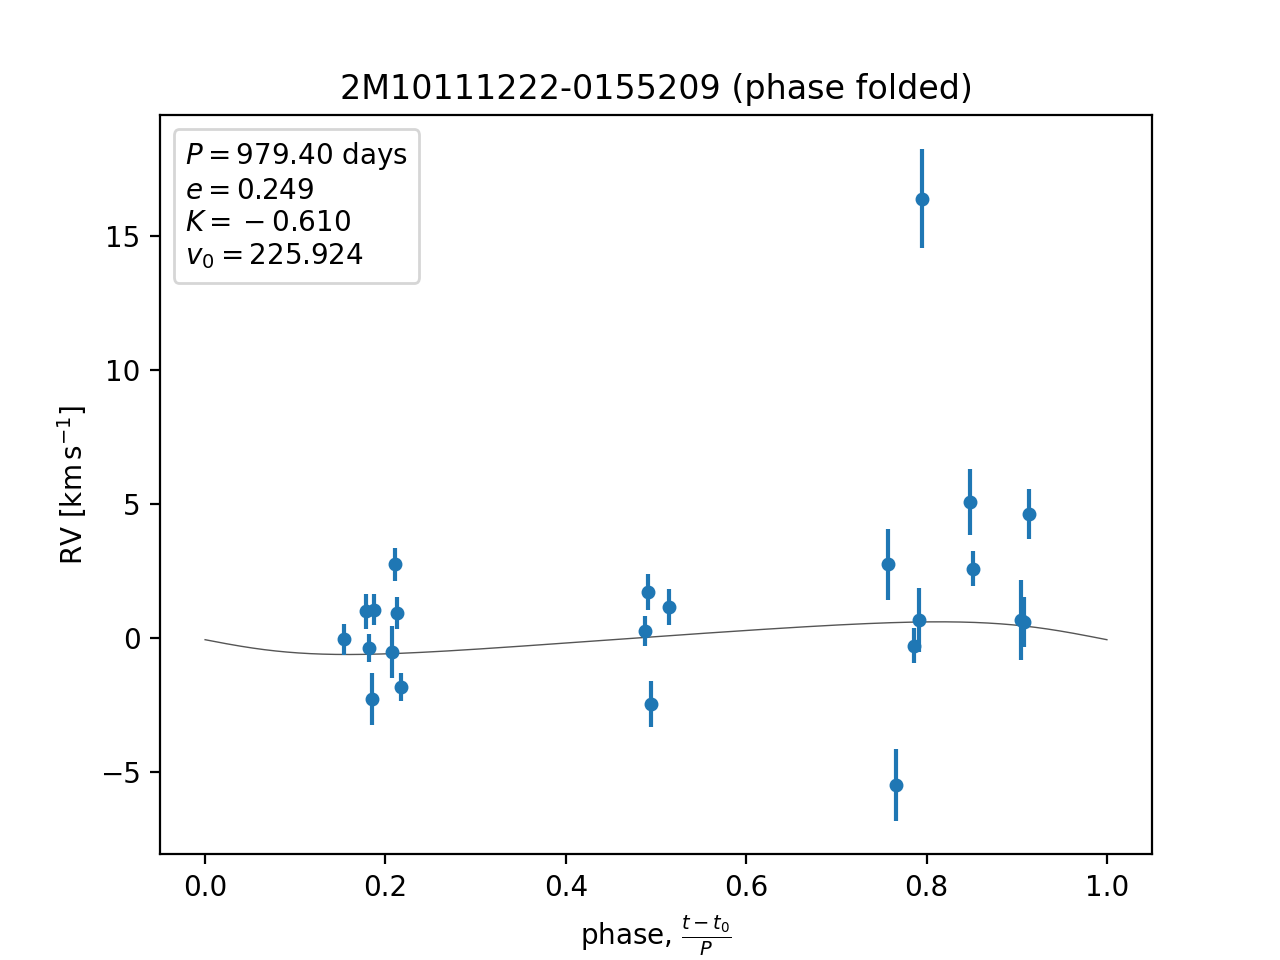 2M10111222-0155209 (phase folded)
P = 979.40 days
e = 0.249
K = −0.610
v₀ = 225.924
15
10
5
0
−5
RV [km s⁻¹]
0.0 0.2 0.4 0.6 0.8 1.0
phase, (t − t₀)/P